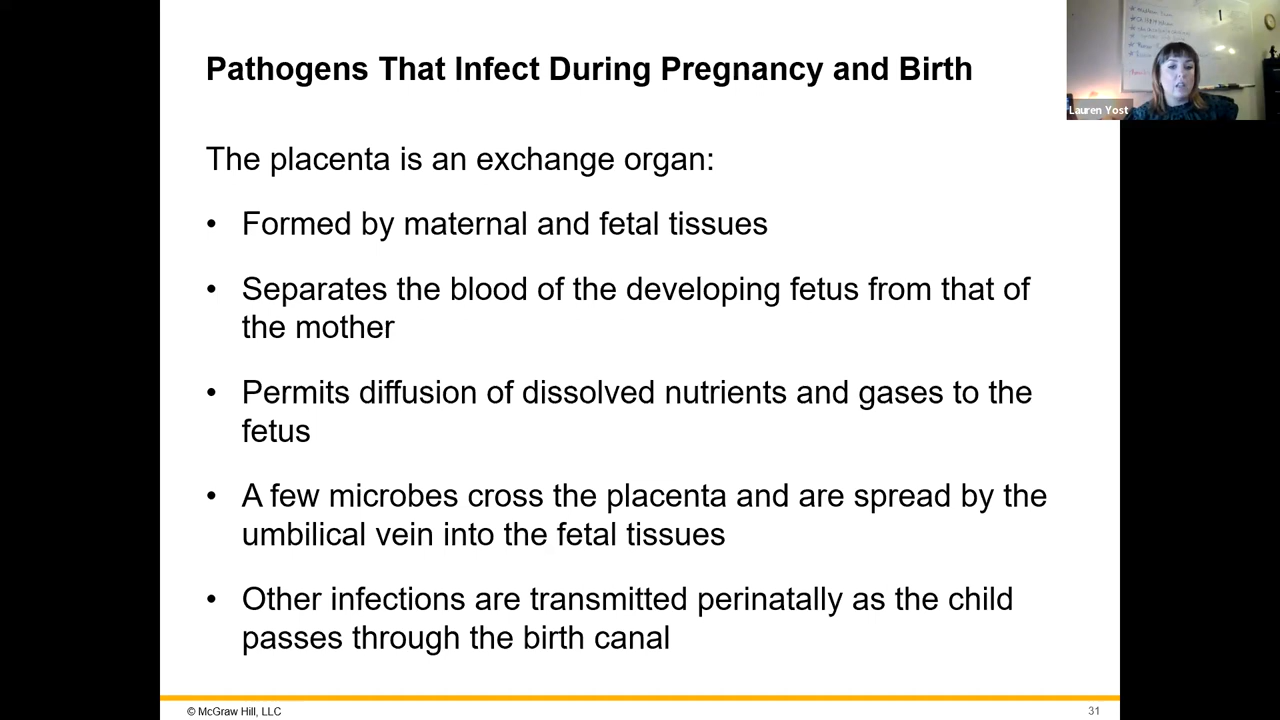 Pathogens That Infect During Pregnancy and Birth
Lauren Yost
The placenta is an exchange organ:
• Formed by maternal and fetal tissues
• Separates the blood of the developing fetus from that of
the mother
• Permits diffusion of dissolved nutrients and gases to the
fetus
• A few microbes cross the placenta and are spread by the
umbilical vein into the fetal tissues
• Other infections are transmitted perinatally as the child
passes through the birth canal
© McGraw Hill, LLC
31